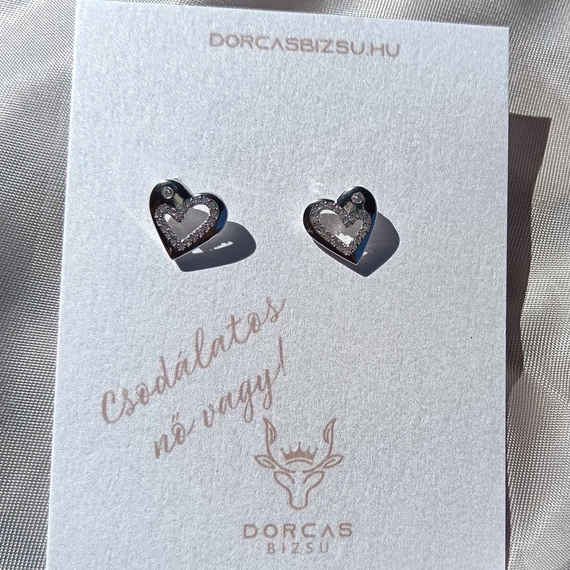 DORCASBIZSU.HU
Csodálatos
nő vagy!
DORCAS
BIZSU